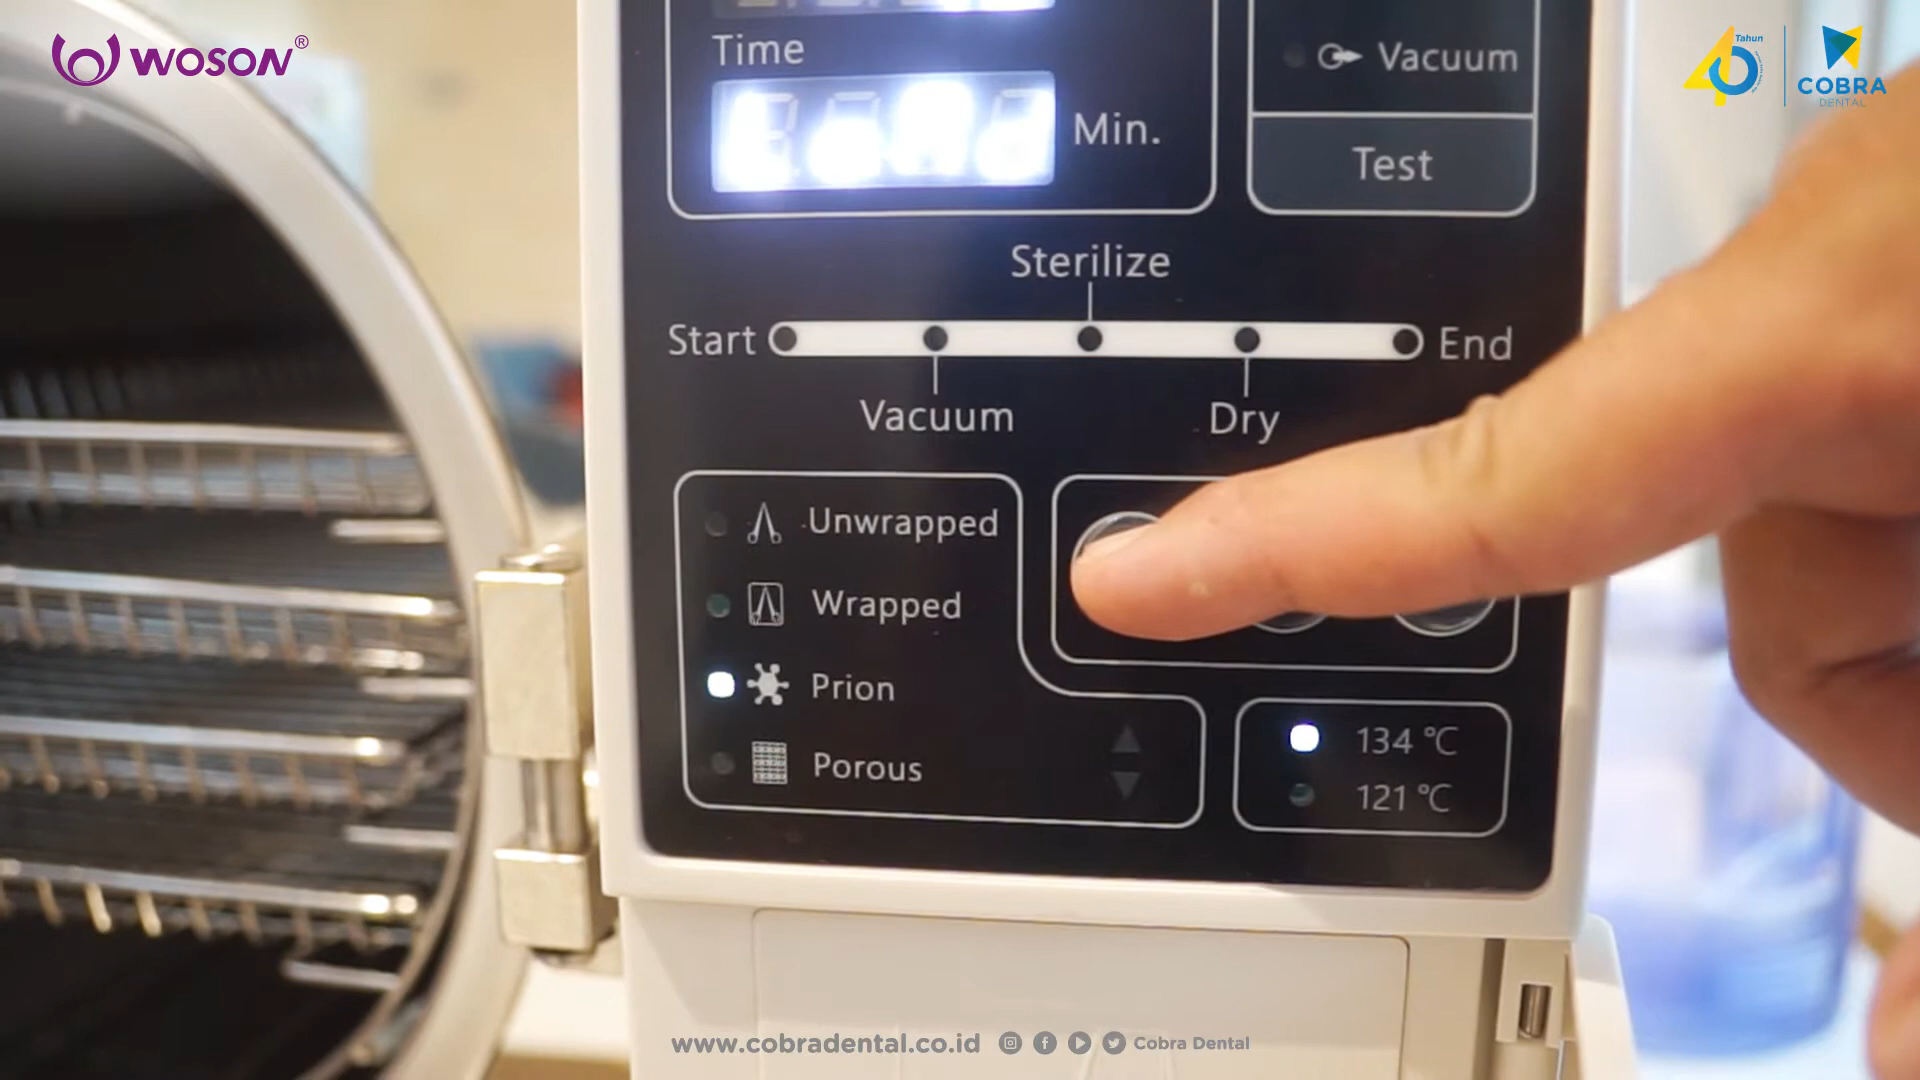 WOSON®
Time
Min.
Vacuum
Test
40 Tahun
COBRA
DENTAL
Sterilize
Start
End
Vacuum
Dry
Unwrapped
Wrapped
Prion
Porous
134 °C
121 °C
www.cobradental.co.id
Cobra Dental